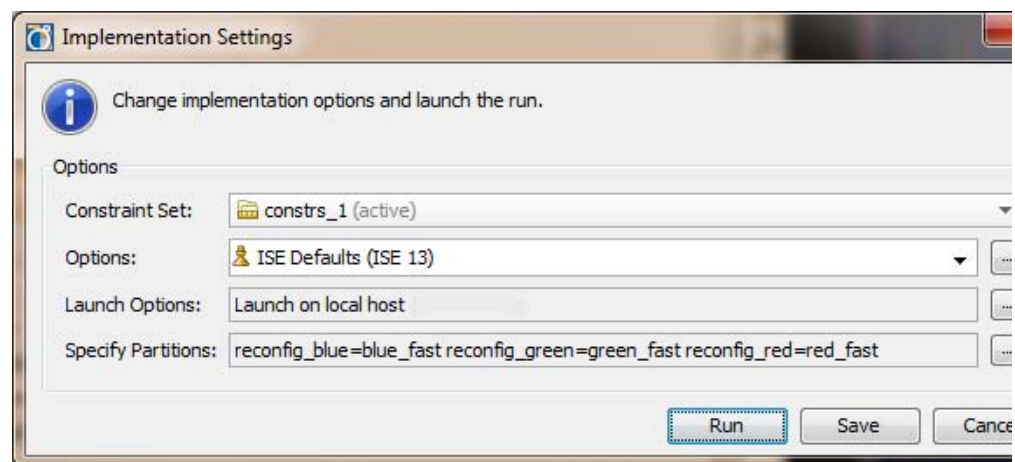 Implementation Settings
Change implementation options and launch the run.
Options
Constraint Set: constrs_1 (active)
Options: ISE Defaults (ISE 13)
Launch Options: Launch on local host
Specify Partitions: reconfig_blue=blue_fast reconfig_green=green_fast reconfig_red=red_fast
Run Save Cance